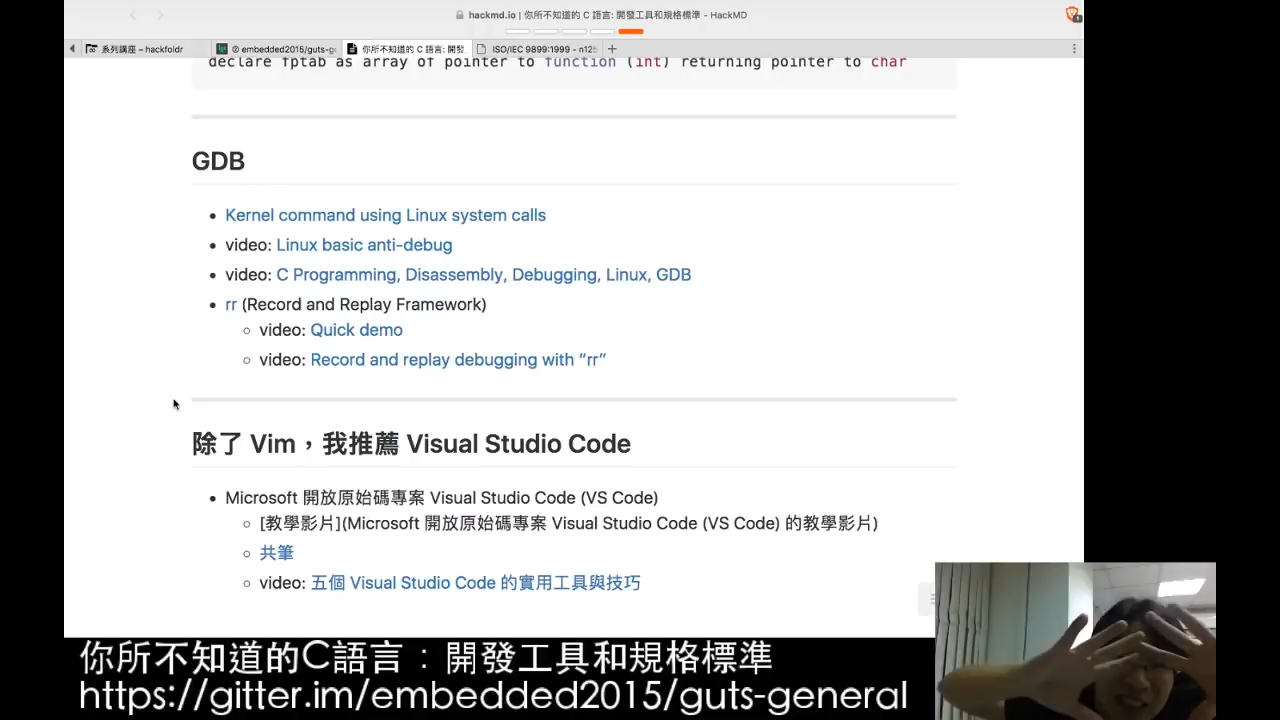 hackmd.io | 你所不知道的 C 語言: 開發工具和規格標準 - HackMD
系列講座 – hackfoldr
② embedded2015/guts-g
你所不知道的 C 語言: 開發
ISO/IEC 9899:1999 - n125
declare fptab as array of pointer to function (int) returning pointer to char
GDB
Kernel command using Linux system calls
video: Linux basic anti-debug
video: C Programming, Disassembly, Debugging, Linux, GDB
rr (Record and Replay Framework)
video: Quick demo
video: Record and replay debugging with “rr”
除了 Vim，我推薦 Visual Studio Code
Microsoft 開放原始碼專案 Visual Studio Code (VS Code)
[教學影片](Microsoft 開放原始碼專案 Visual Studio Code (VS Code) 的教學影片)
共筆
video: 五個 Visual Studio Code 的實用工具與技巧
你所不知道的C語言：開發工具和規格標準
https://gitter.im/embedded2015/guts-general